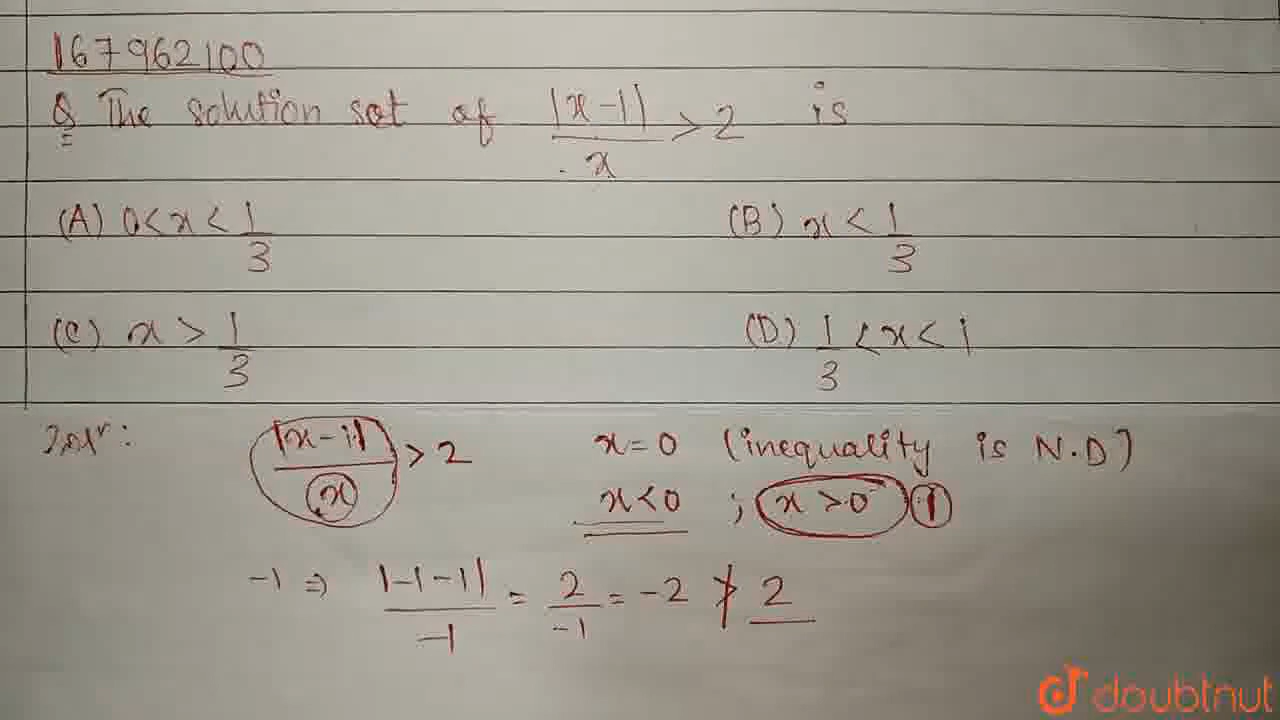 167962100
Q The solution set of |x-1|/x > 2 is
(A) 0 < x < 1/3 (B) x < 1/3
(C) x > 1/3 (D) 1/3 < x < 1
|x-1|/x > 2 x = 0 (inequality is N.D)
x < 0 ; x > 0 ①
-1 ⇒ |-1-1|/-1 = 2/-1 = -2 ≯ 2
doubtnut